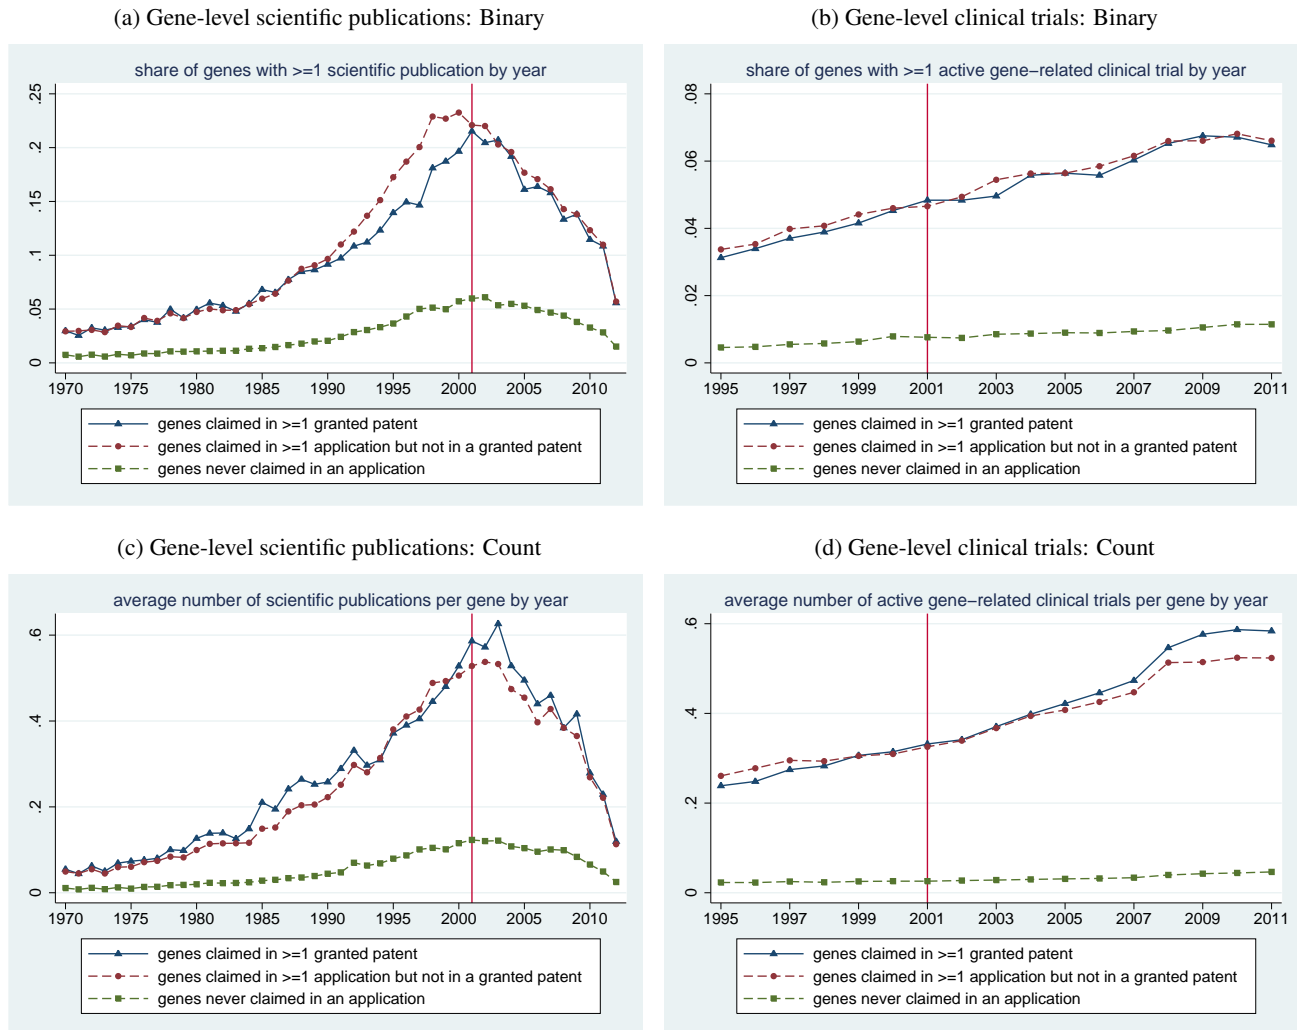 (a) Gene-level scientific publications: Binary
share of genes with >=1 scientific publication by year
0 .05 .1 .15 .2 .25
1970 1975 1980 1985 1990 1995 2000 2005 2010
genes claimed in >=1 granted patent
genes claimed in >=1 application but not in a granted patent
genes never claimed in an application
(b) Gene-level clinical trials: Binary
share of genes with >=1 active gene−related clinical trial by year
0 .02 .04 .06 .08
1995 1997 1999 2001 2003 2005 2007 2009 2011
genes claimed in >=1 granted patent
genes claimed in >=1 application but not in a granted patent
genes never claimed in an application
(c) Gene-level scientific publications: Count
average number of scientific publications per gene by year
0 .2 .4 .6
1970 1975 1980 1985 1990 1995 2000 2005 2010
genes claimed in >=1 granted patent
genes claimed in >=1 application but not in a granted patent
genes never claimed in an application
(d) Gene-level clinical trials: Count
average number of active gene−related clinical trials per gene by year
0 .2 .4 .6
1995 1997 1999 2001 2003 2005 2007 2009 2011
genes claimed in >=1 granted patent
genes claimed in >=1 application but not in a granted patent
genes never claimed in an application